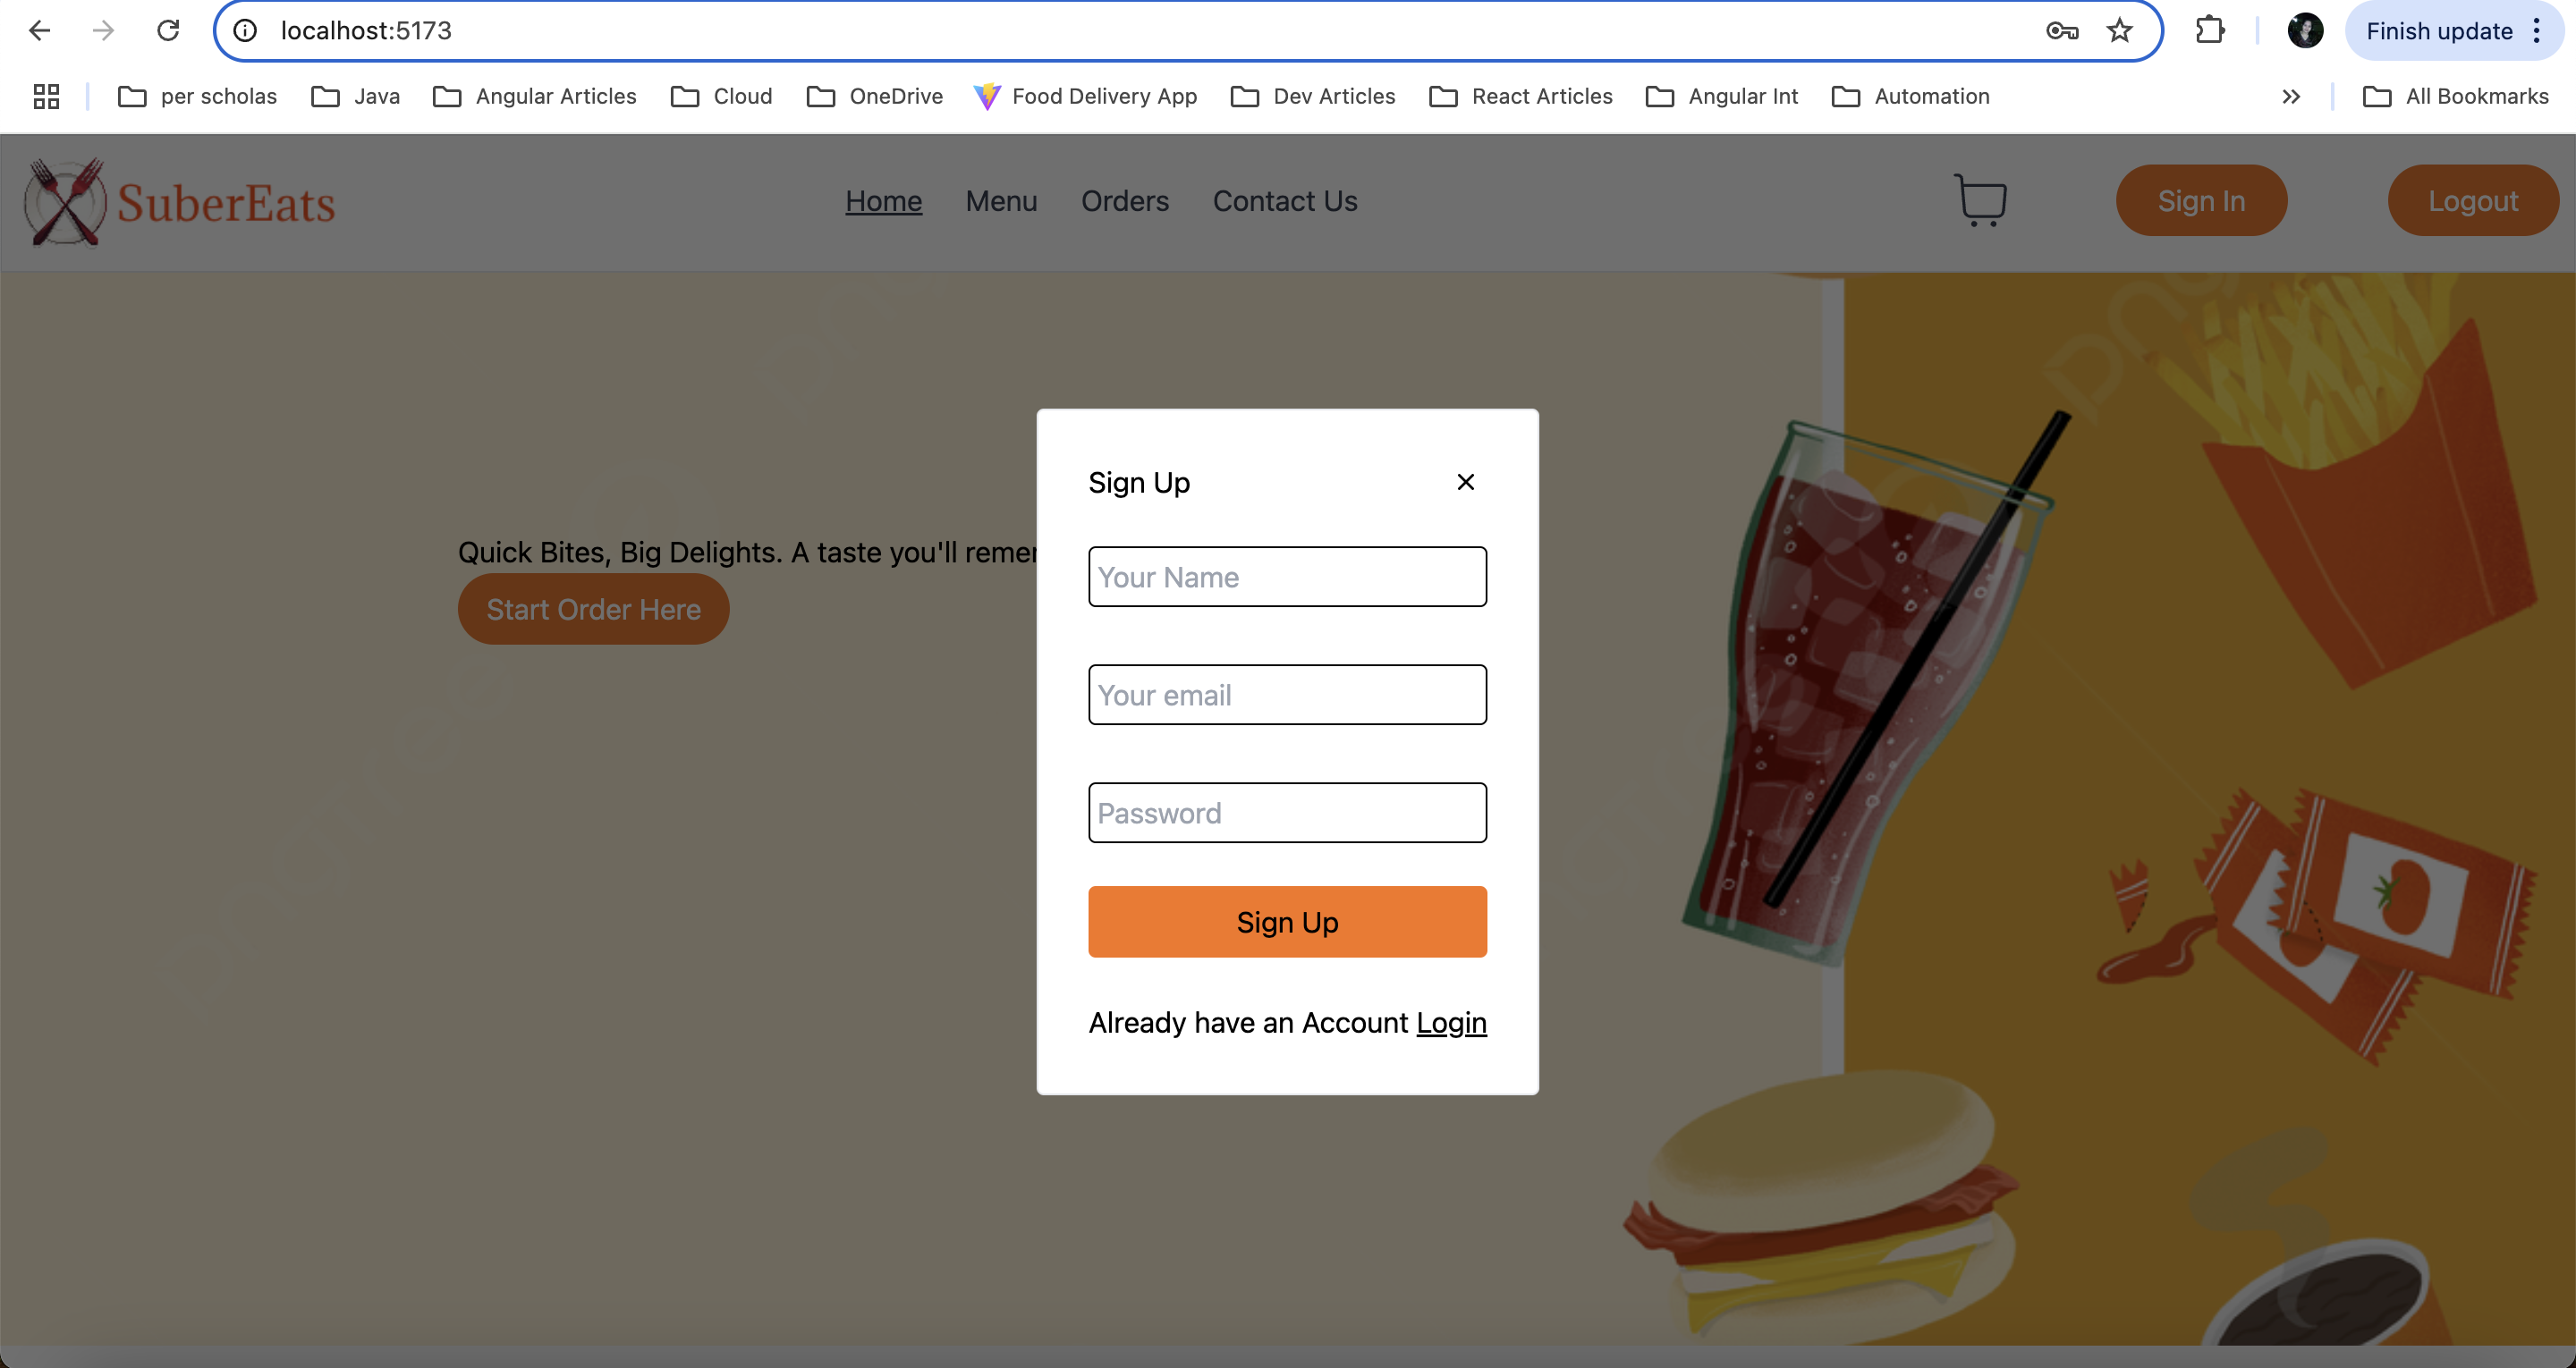 localhost:5173
Finish update
per scholas Java Angular Articles Cloud OneDrive Food Delivery App Dev Articles React Articles Angular Int Automation All Bookmarks
SuberEats Home Menu Orders Contact Us Sign In Logout
Sign Up
Your Name
Quick Bites, Big Delights. A taste you'll remer
Start Order Here
Your email
Password
Sign Up
Already have an Account Login